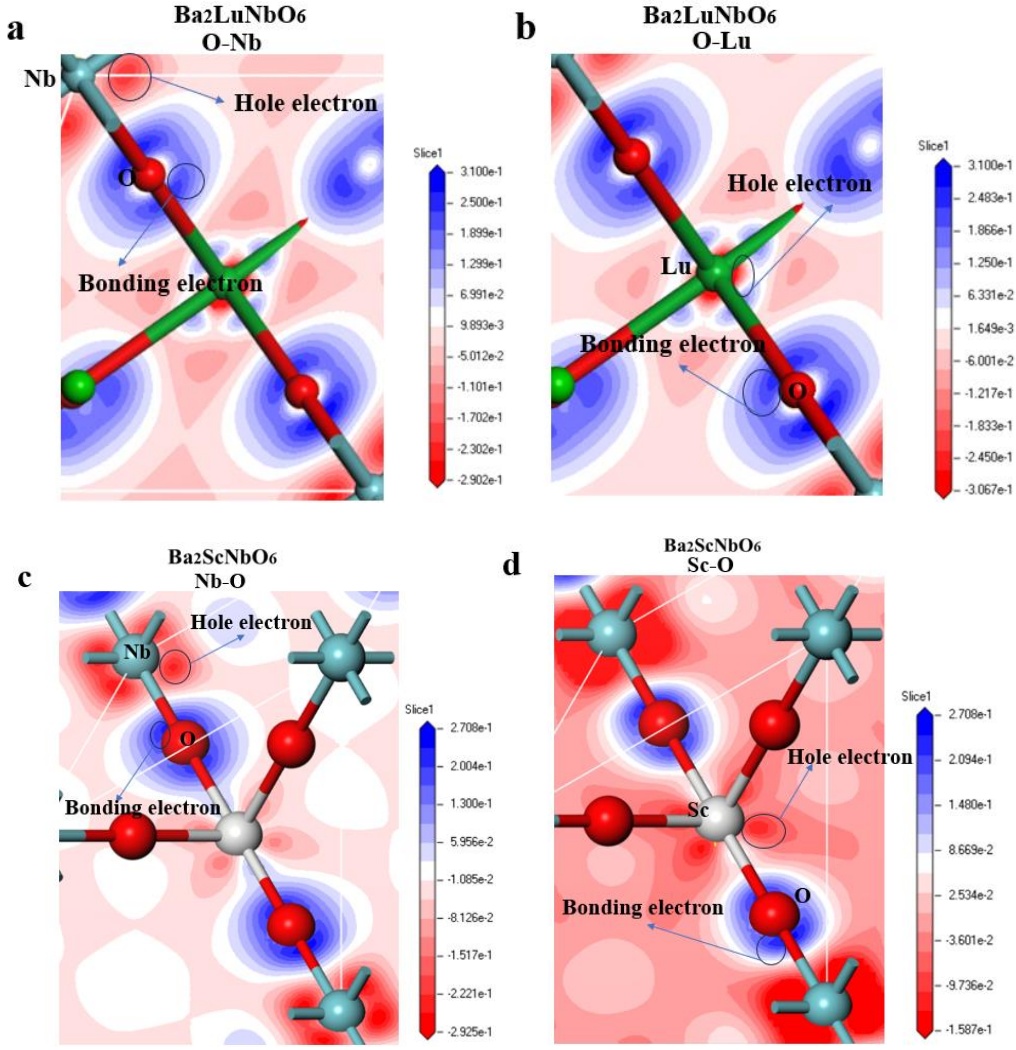 a
Ba2LuNbO6
O-Nb
Nb
Hole electron
O
Bonding electron
Slice1
3.100e-1
2.500e-1
1.899e-1
1.299e-1
6.991e-2
9.893e-3
-5.012e-2
-1.101e-1
-1.702e-1
-2.302e-1
-2.902e-1
b
Ba2LuNbO6
O-Lu
Hole electron
Lu
Bonding electron
O
Slice1
3.100e-1
2.483e-1
1.866e-1
1.250e-1
6.331e-2
1.649e-3
-6.001e-2
-1.217e-1
-1.833e-1
-2.450e-1
-3.067e-1
c
Ba2ScNbO6
Nb-O
Hole electron
Nb
O
Bonding electron
Slice1
2.708e-1
2.004e-1
1.300e-1
5.956e-2
-1.085e-2
-8.126e-2
-1.517e-1
-2.221e-1
-2.925e-1
d
Ba2ScNbO6
Sc-O
Hole electron
Sc
O
Bonding electron
Slice1
2.708e-1
2.094e-1
1.480e-1
8.669e-2
2.534e-2
-3.601e-2
-9.736e-2
-1.587e-1